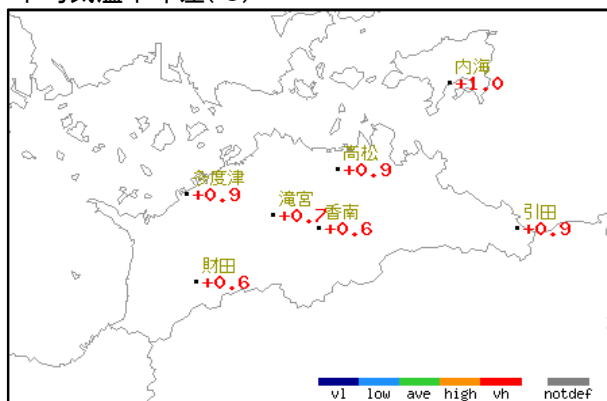 内海
+1.0
高松
+0.9
多度津
+0.9
滝宮
+0.7
香南
+0.6
引田
+0.9
財田
+0.6
vl low ave high vh notdef